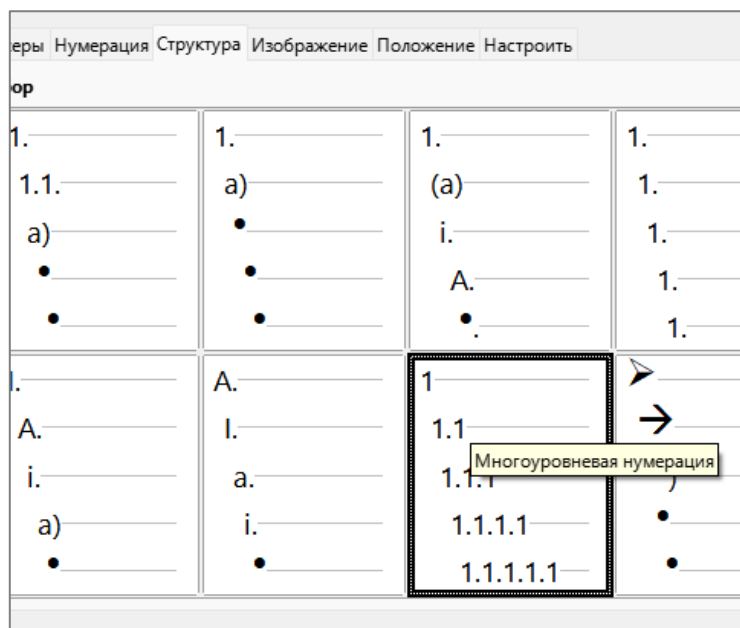 еры Нумерация Структура Изображение Положение Настроить
ор
1. 1. 1. 1.
1.1. a) (a) 1.
a) • i. 1.
• • A. 1.
• • •. 1.
I. A. 1 ➢
A. I. 1.1 →
i. a. 1.1.1 )
Многоуровневая нумерация
a) i. 1.1.1.1 •
• • 1.1.1.1.1 •